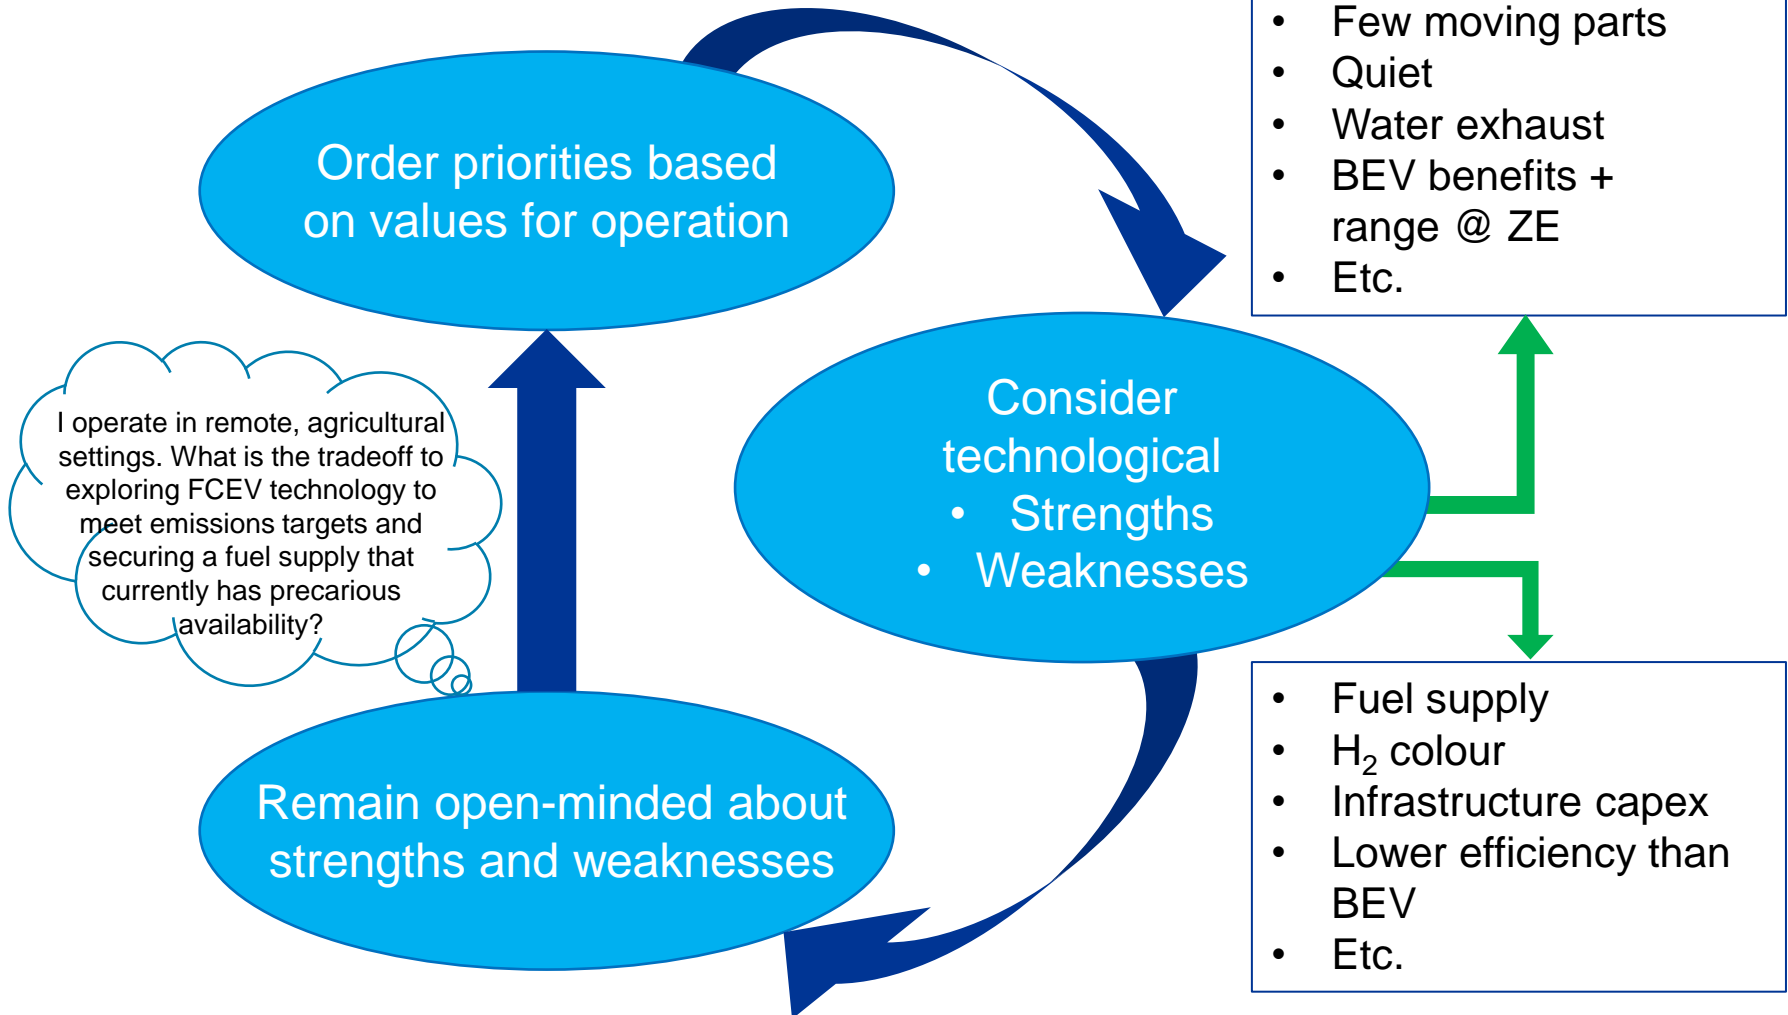 Order priorities based
on values for operation
• Few moving parts
• Quiet
• Water exhaust
• BEV benefits +
range @ ZE
• Etc.
Consider
technological
• Strengths
• Weaknesses
I operate in remote, agricultural
settings. What is the tradeoff to
exploring FCEV technology to
meet emissions targets and
securing a fuel supply that
currently has precarious
availability?
Remain open-minded about
strengths and weaknesses
• Fuel supply
• H₂ colour
• Infrastructure capex
• Lower efficiency than
BEV
• Etc.